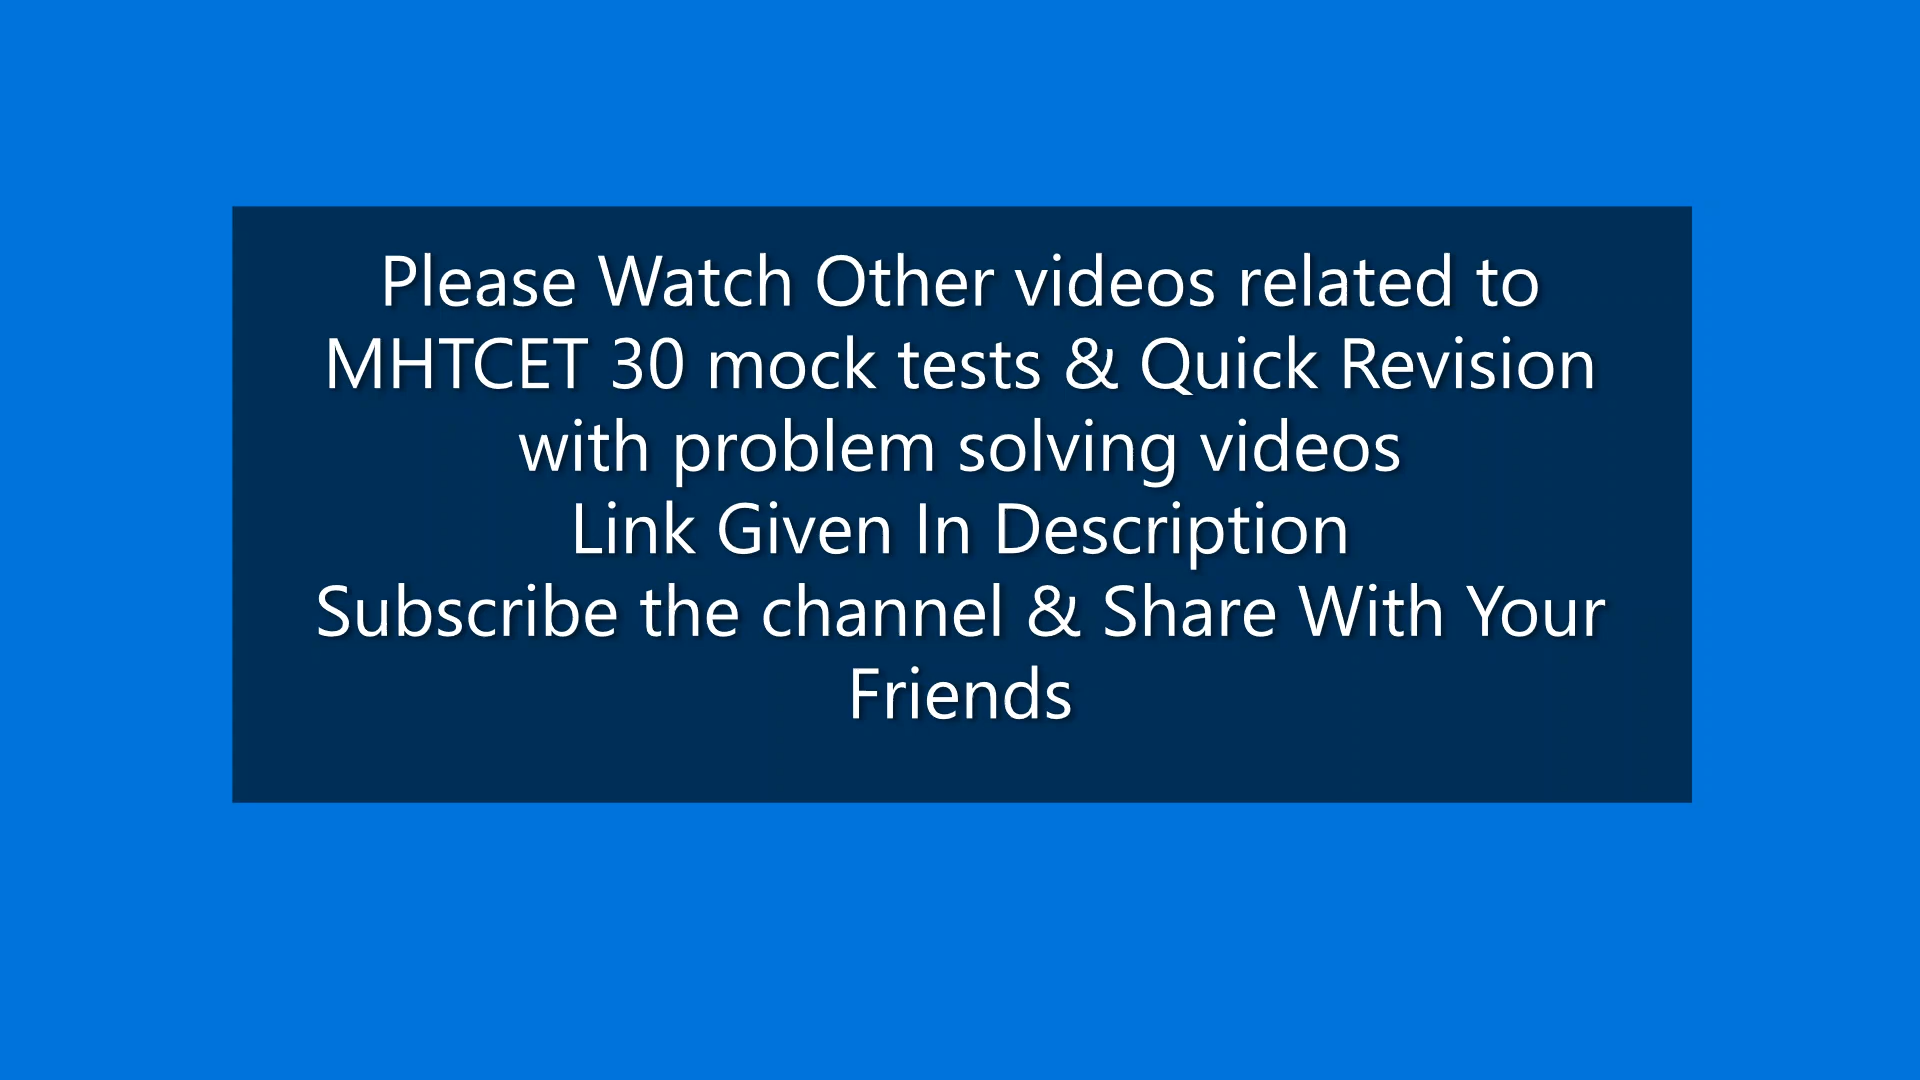 Please Watch Other videos related to
MHTCET 30 mock tests & Quick Revision
with problem solving videos
Link Given In Description
Subscribe the channel & Share With Your
Friends